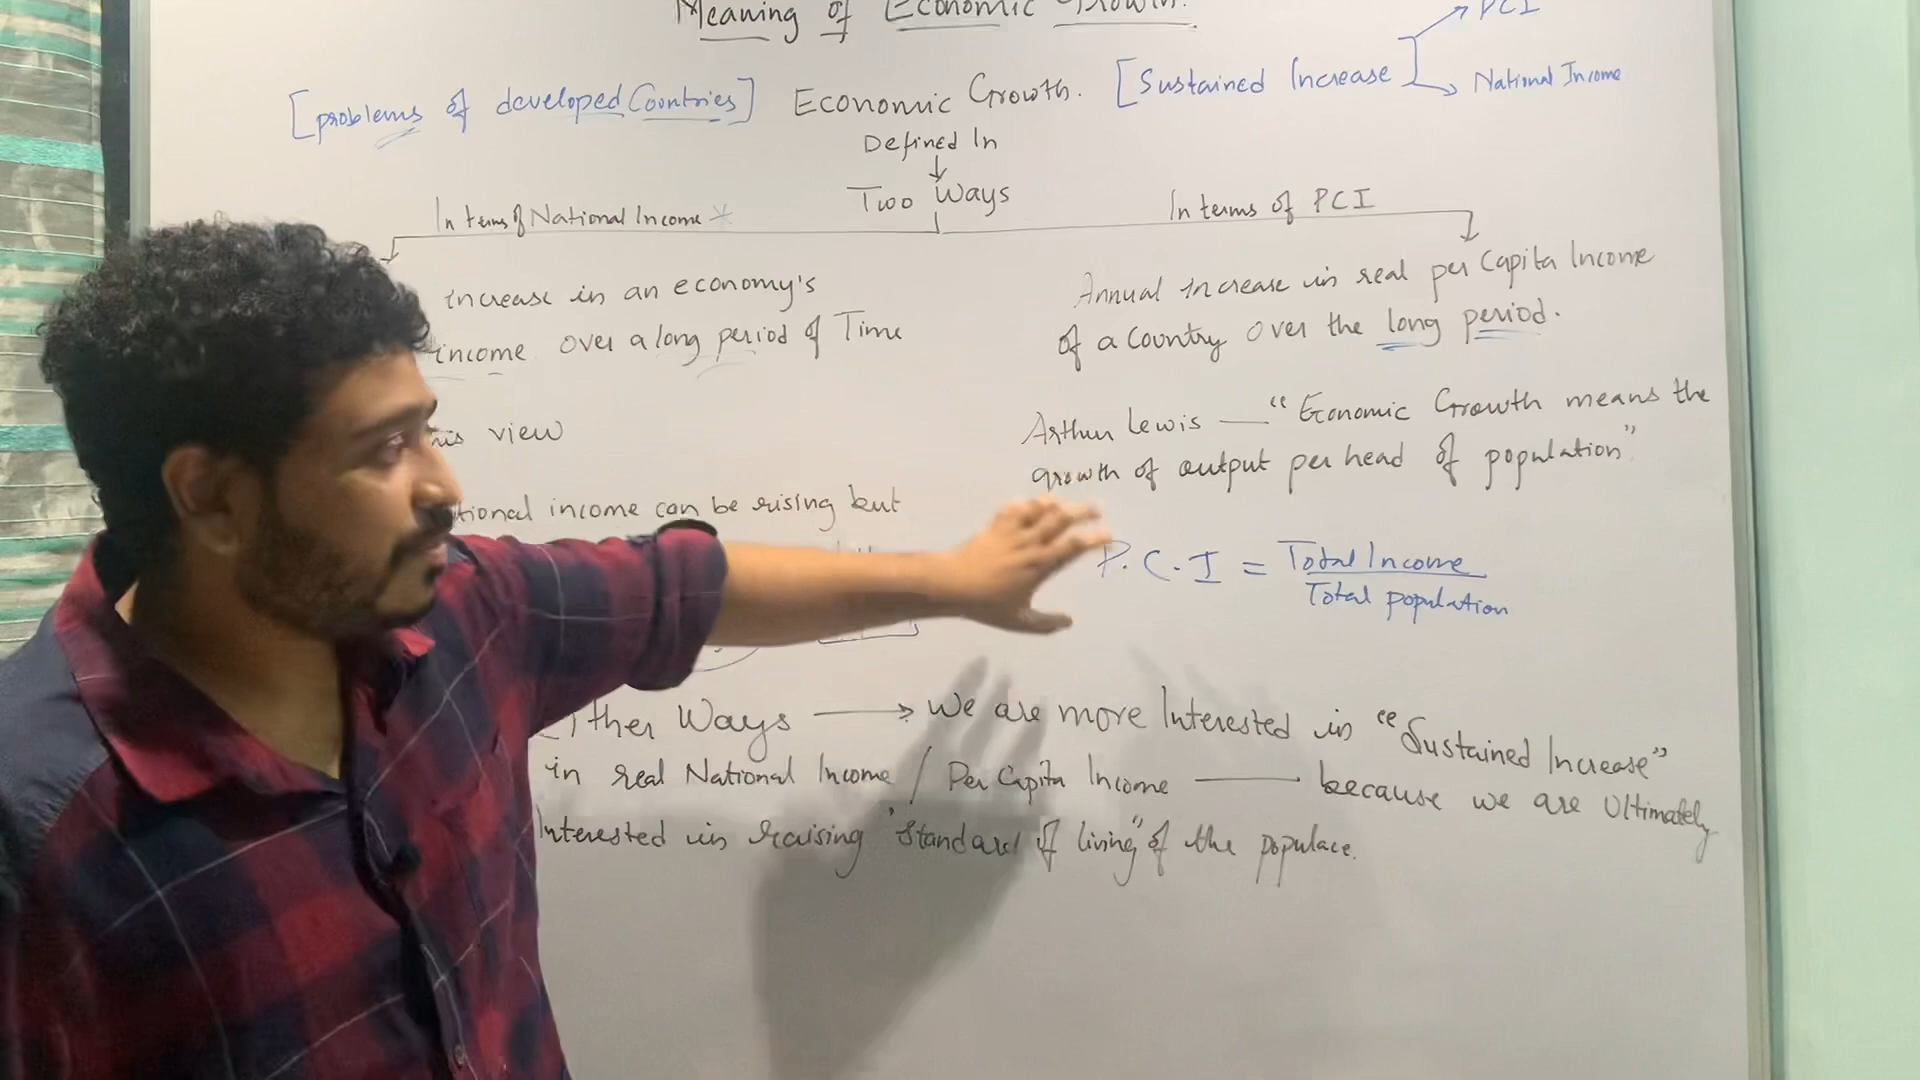 Meaning of Economic Growth.
PCI
[problems of developed Countries] Economic Growth. [Sustained Increase
National Income
Defined In
Two Ways
In terms of National Income
In terms of PCI
increase in an economy's
income over a long period of Time
Annual increase in real per Capita Income
of a Country over the long period.
view
Arthur Lewis — "Economic Growth means the
growth of output per head of population"
income can be rising but
P.C.I = Total Income
Total population
Ways → We are more Interested in "Sustained Increase"
in real National Income / Per Capita Income — because we are Ultimately
Interested in raising "Standard of living" of the populace.